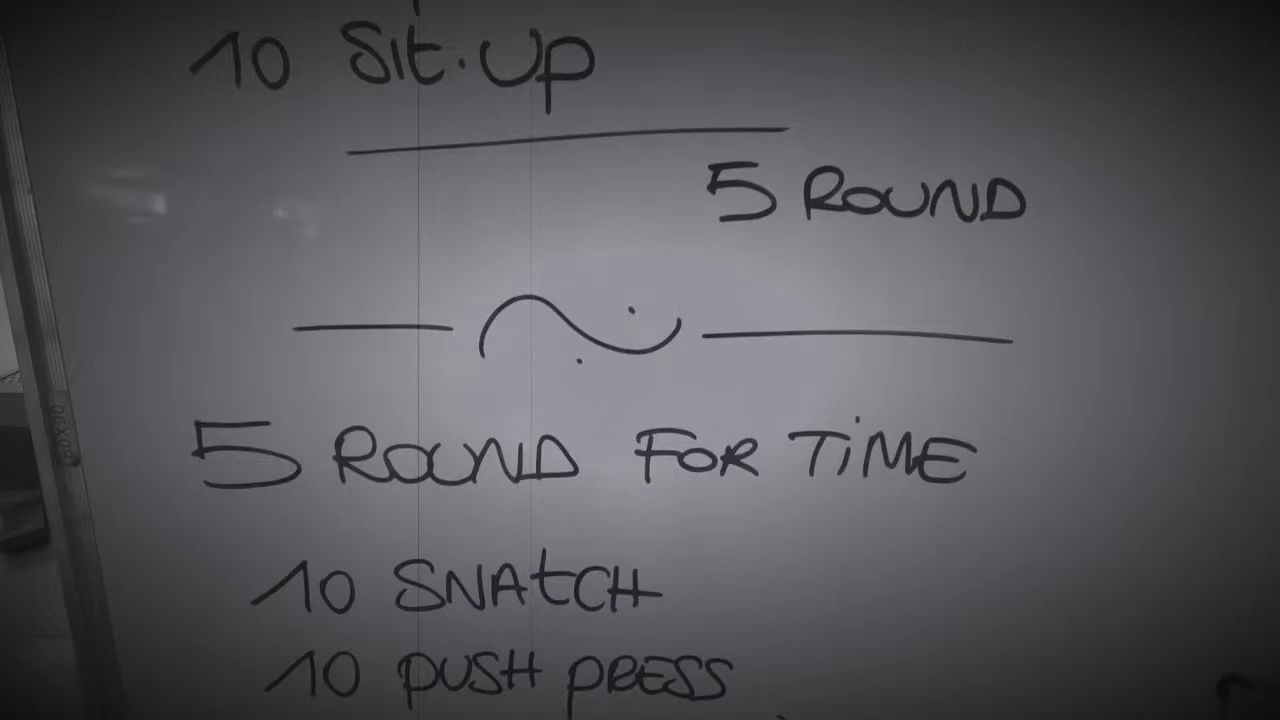 10 Sit.Up
5 ROUND
5 ROUND FOR TiME
10 SNAtCH
10 PUSH PRESS